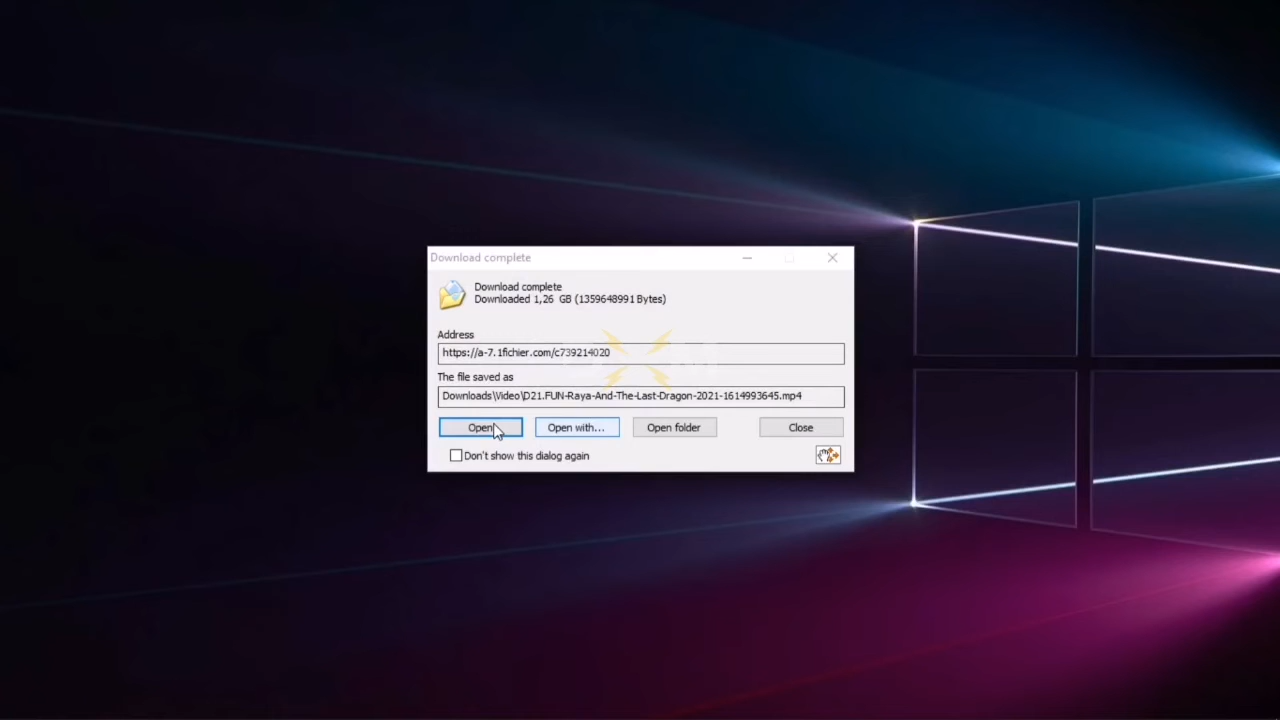 Download complete
Download complete
Downloaded 1,26 GB (1359648991 Bytes)
Address
https://a-7.1fichier.com/c739214020
The file saved as
Downloads\Video\D21.FUN-Raya-And-The-Last-Dragon-2021-1614993645.mp4
Open Open with... Open folder Close
Don't show this dialog again